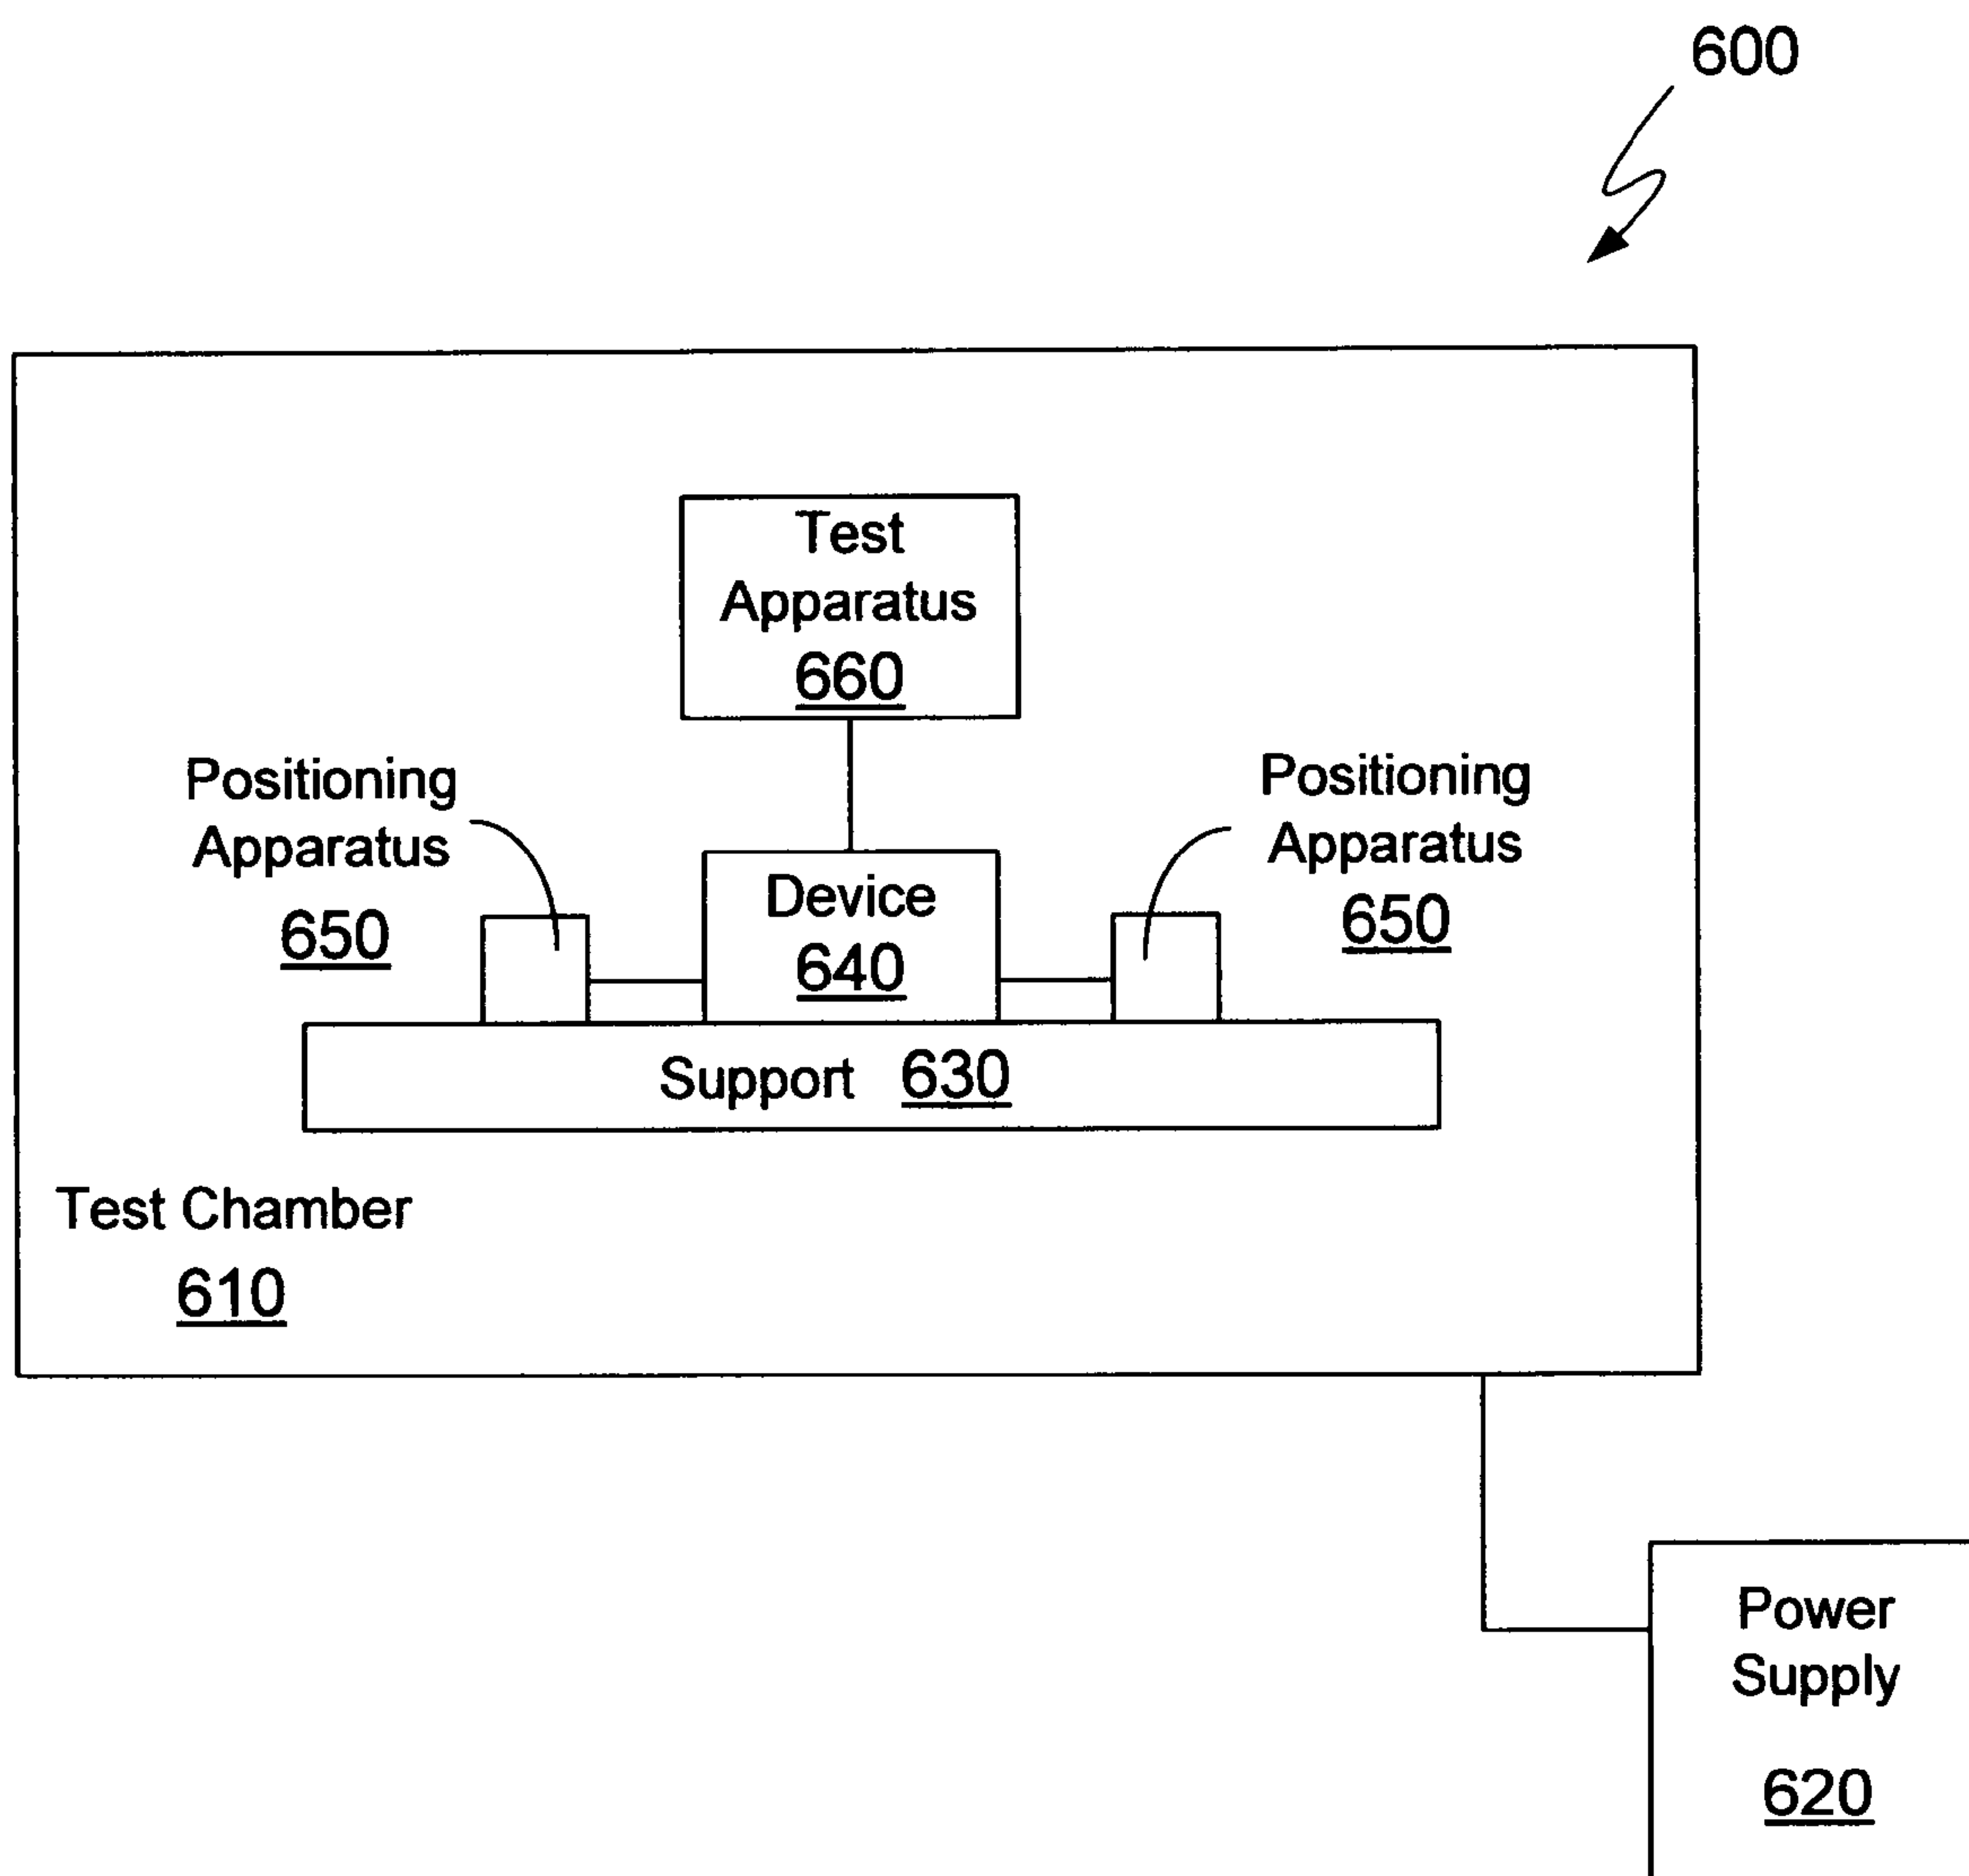 600
Test
Apparatus
660
Positioning
Apparatus
650
Positioning
Apparatus
650
Device
640
Support 630
Test Chamber
610
Power
Supply
620